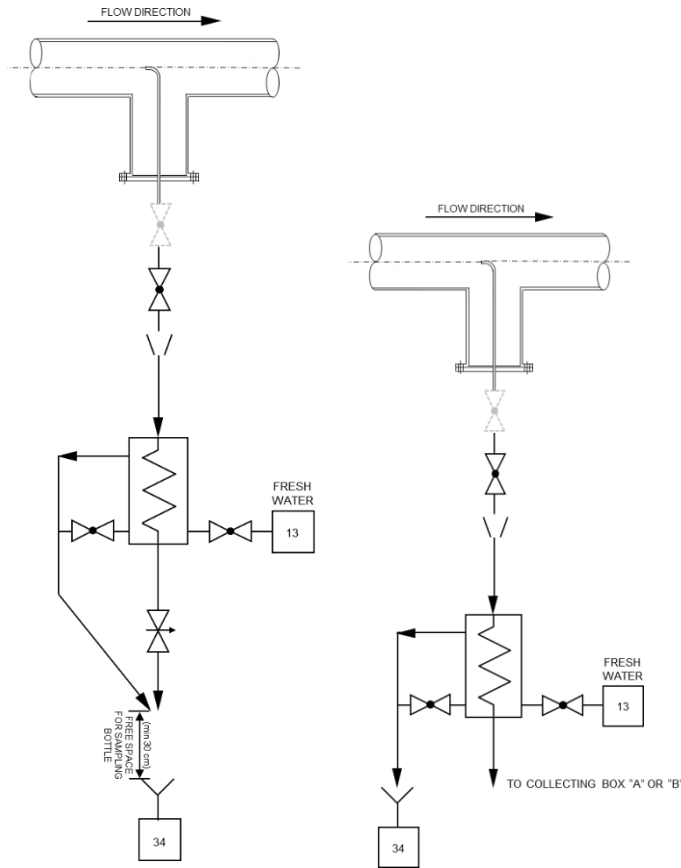 FLOW DIRECTION
FRESH
WATER
13
(min 30 cm)
FREE SPACE
FOR SAMPLING
BOTTLE
34
FLOW DIRECTION
FRESH
WATER
13
TO COLLECTING BOX "A" OR "B"
34